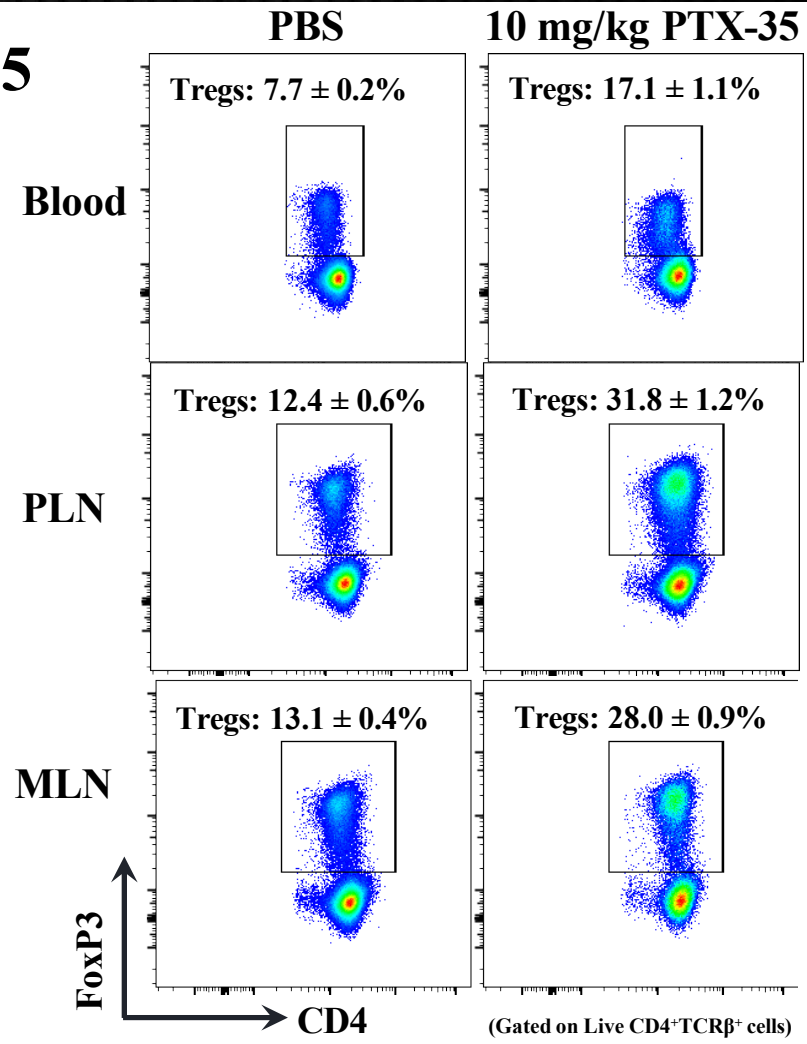 PBS
10 mg/kg PTX-35
5
Tregs: 7.7 ± 0.2%
Tregs: 17.1 ± 1.1%
Blood
Tregs: 12.4 ± 0.6%
Tregs: 31.8 ± 1.2%
PLN
Tregs: 13.1 ± 0.4%
Tregs: 28.0 ± 0.9%
MLN
FoxP3
CD4
(Gated on Live CD4⁺TCRβ⁺ cells)